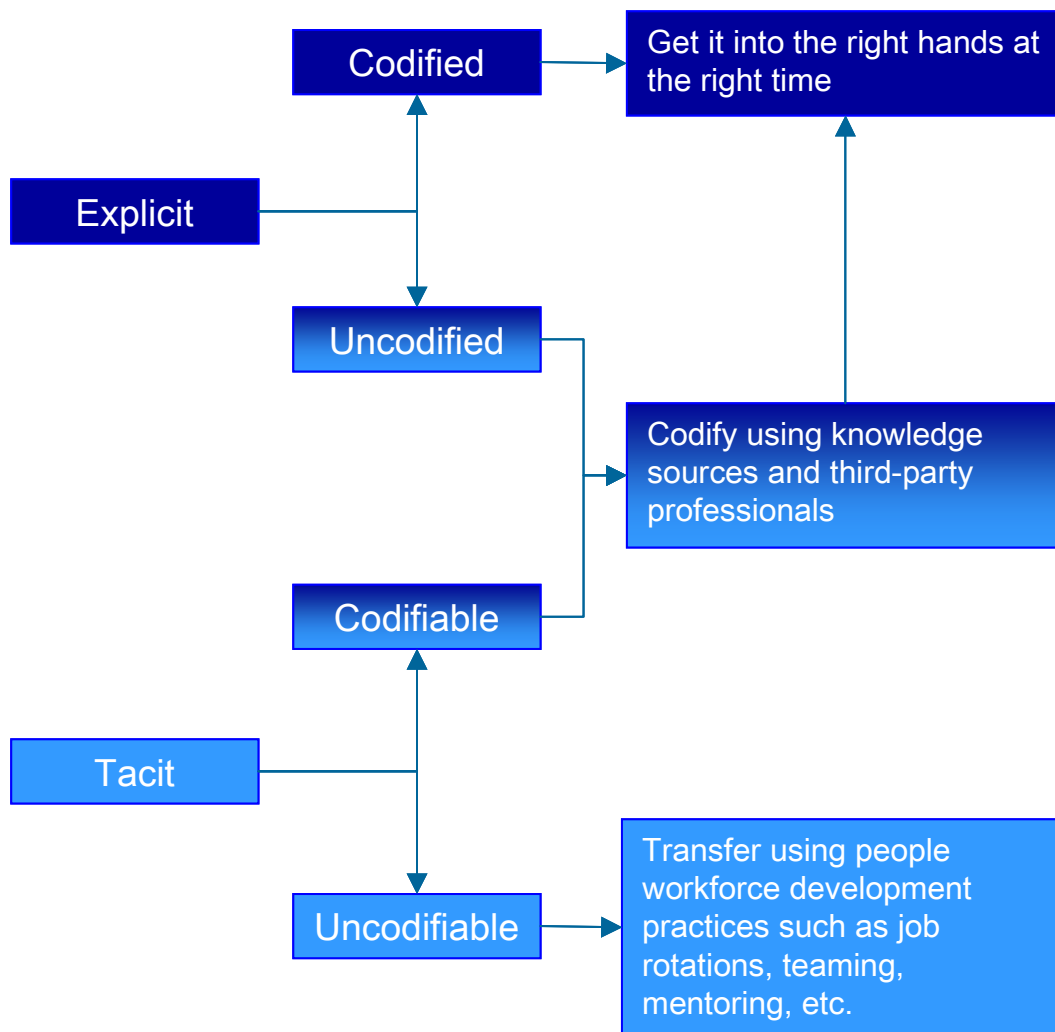 Codified
Get it into the right hands at
the right time
Explicit
Uncodified
Codify using knowledge
sources and third-party
professionals
Codifiable
Tacit
Transfer using people
workforce development
practices such as job
rotations, teaming,
mentoring, etc.
Uncodifiable